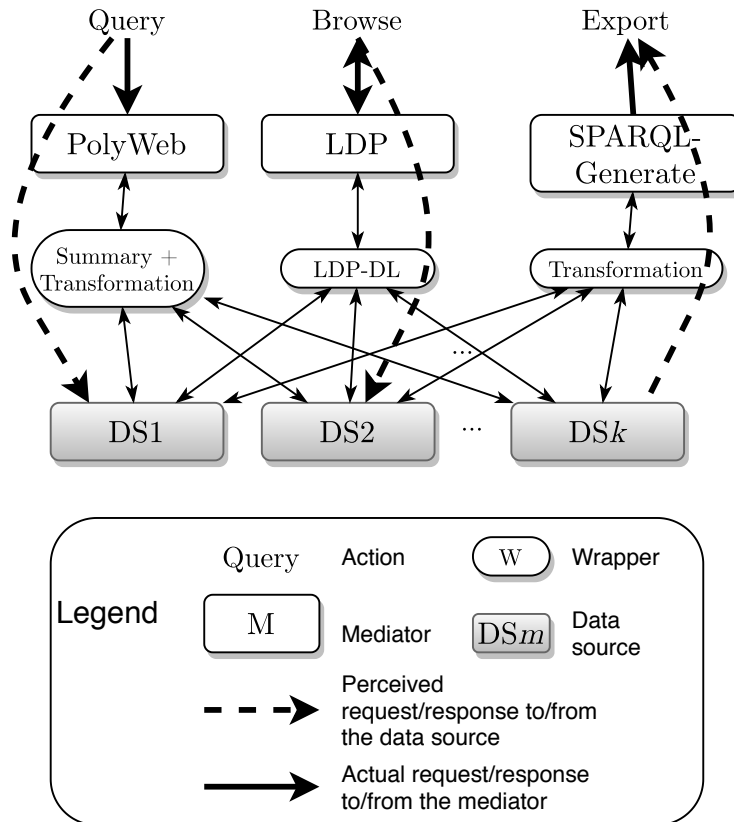 Query
Browse
Export
PolyWeb
LDP
SPARQL-
Generate
Summary +
Transformation
LDP-DL
Transformation
...
DS1
DS2
...
DSk
Legend
Query
Action
W
Wrapper
M
Mediator
DSm
Data
source
Perceived
request/response to/from
the data source
Actual request/response
to/from the mediator